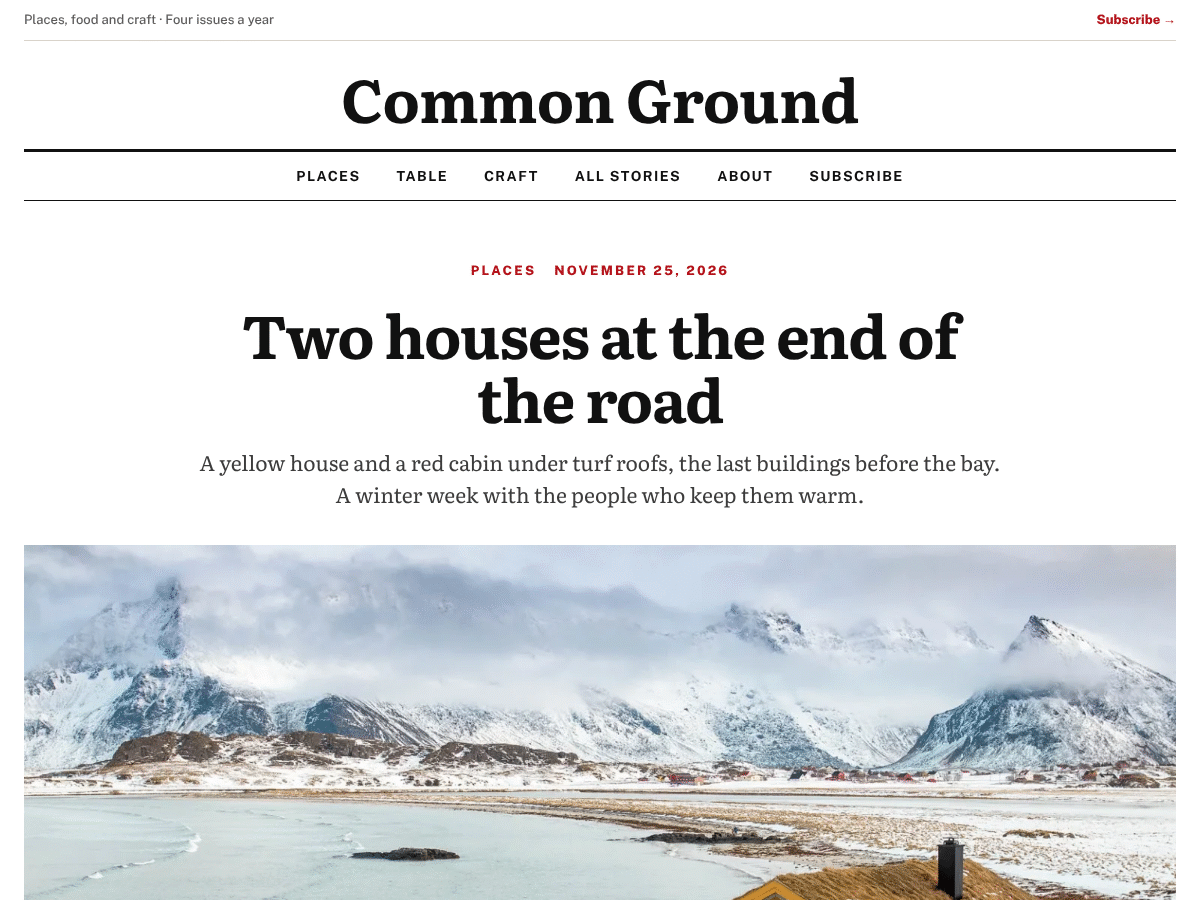 Places, food and craft · Four issues a year
Subscribe →
Common Ground
PLACES TABLE CRAFT ALL STORIES ABOUT SUBSCRIBE
PLACES NOVEMBER 25, 2026
Two houses at the end of
the road
A yellow house and a red cabin under turf roofs, the last buildings before the bay.
A winter week with the people who keep them warm.